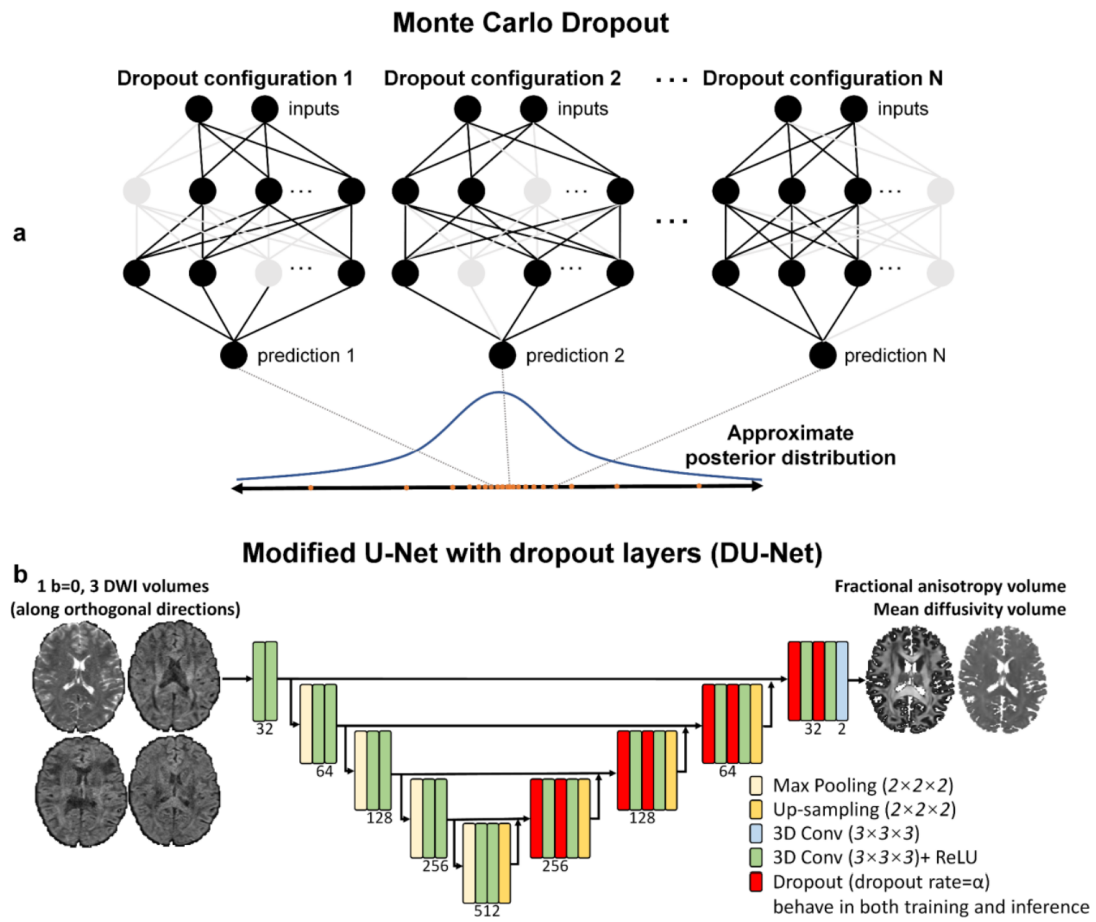 Monte Carlo Dropout
Dropout configuration 1
Dropout configuration 2
...
Dropout configuration N
inputs
inputs
inputs
...
...
...
a
...
...
...
...
prediction 1
prediction 2
prediction N
Approximate
posterior distribution
Modified U-Net with dropout layers (DU-Net)
b
1 b=0, 3 DWI volumes
(along orthogonal directions)
Fractional anisotropy volume
Mean diffusivity volume
32
64
128
256
512
256
128
64
32
2
Max Pooling (2×2×2)
Up-sampling (2×2×2)
3D Conv (3×3×3)
3D Conv (3×3×3)+ ReLU
Dropout (dropout rate=α)
behave in both training and inference